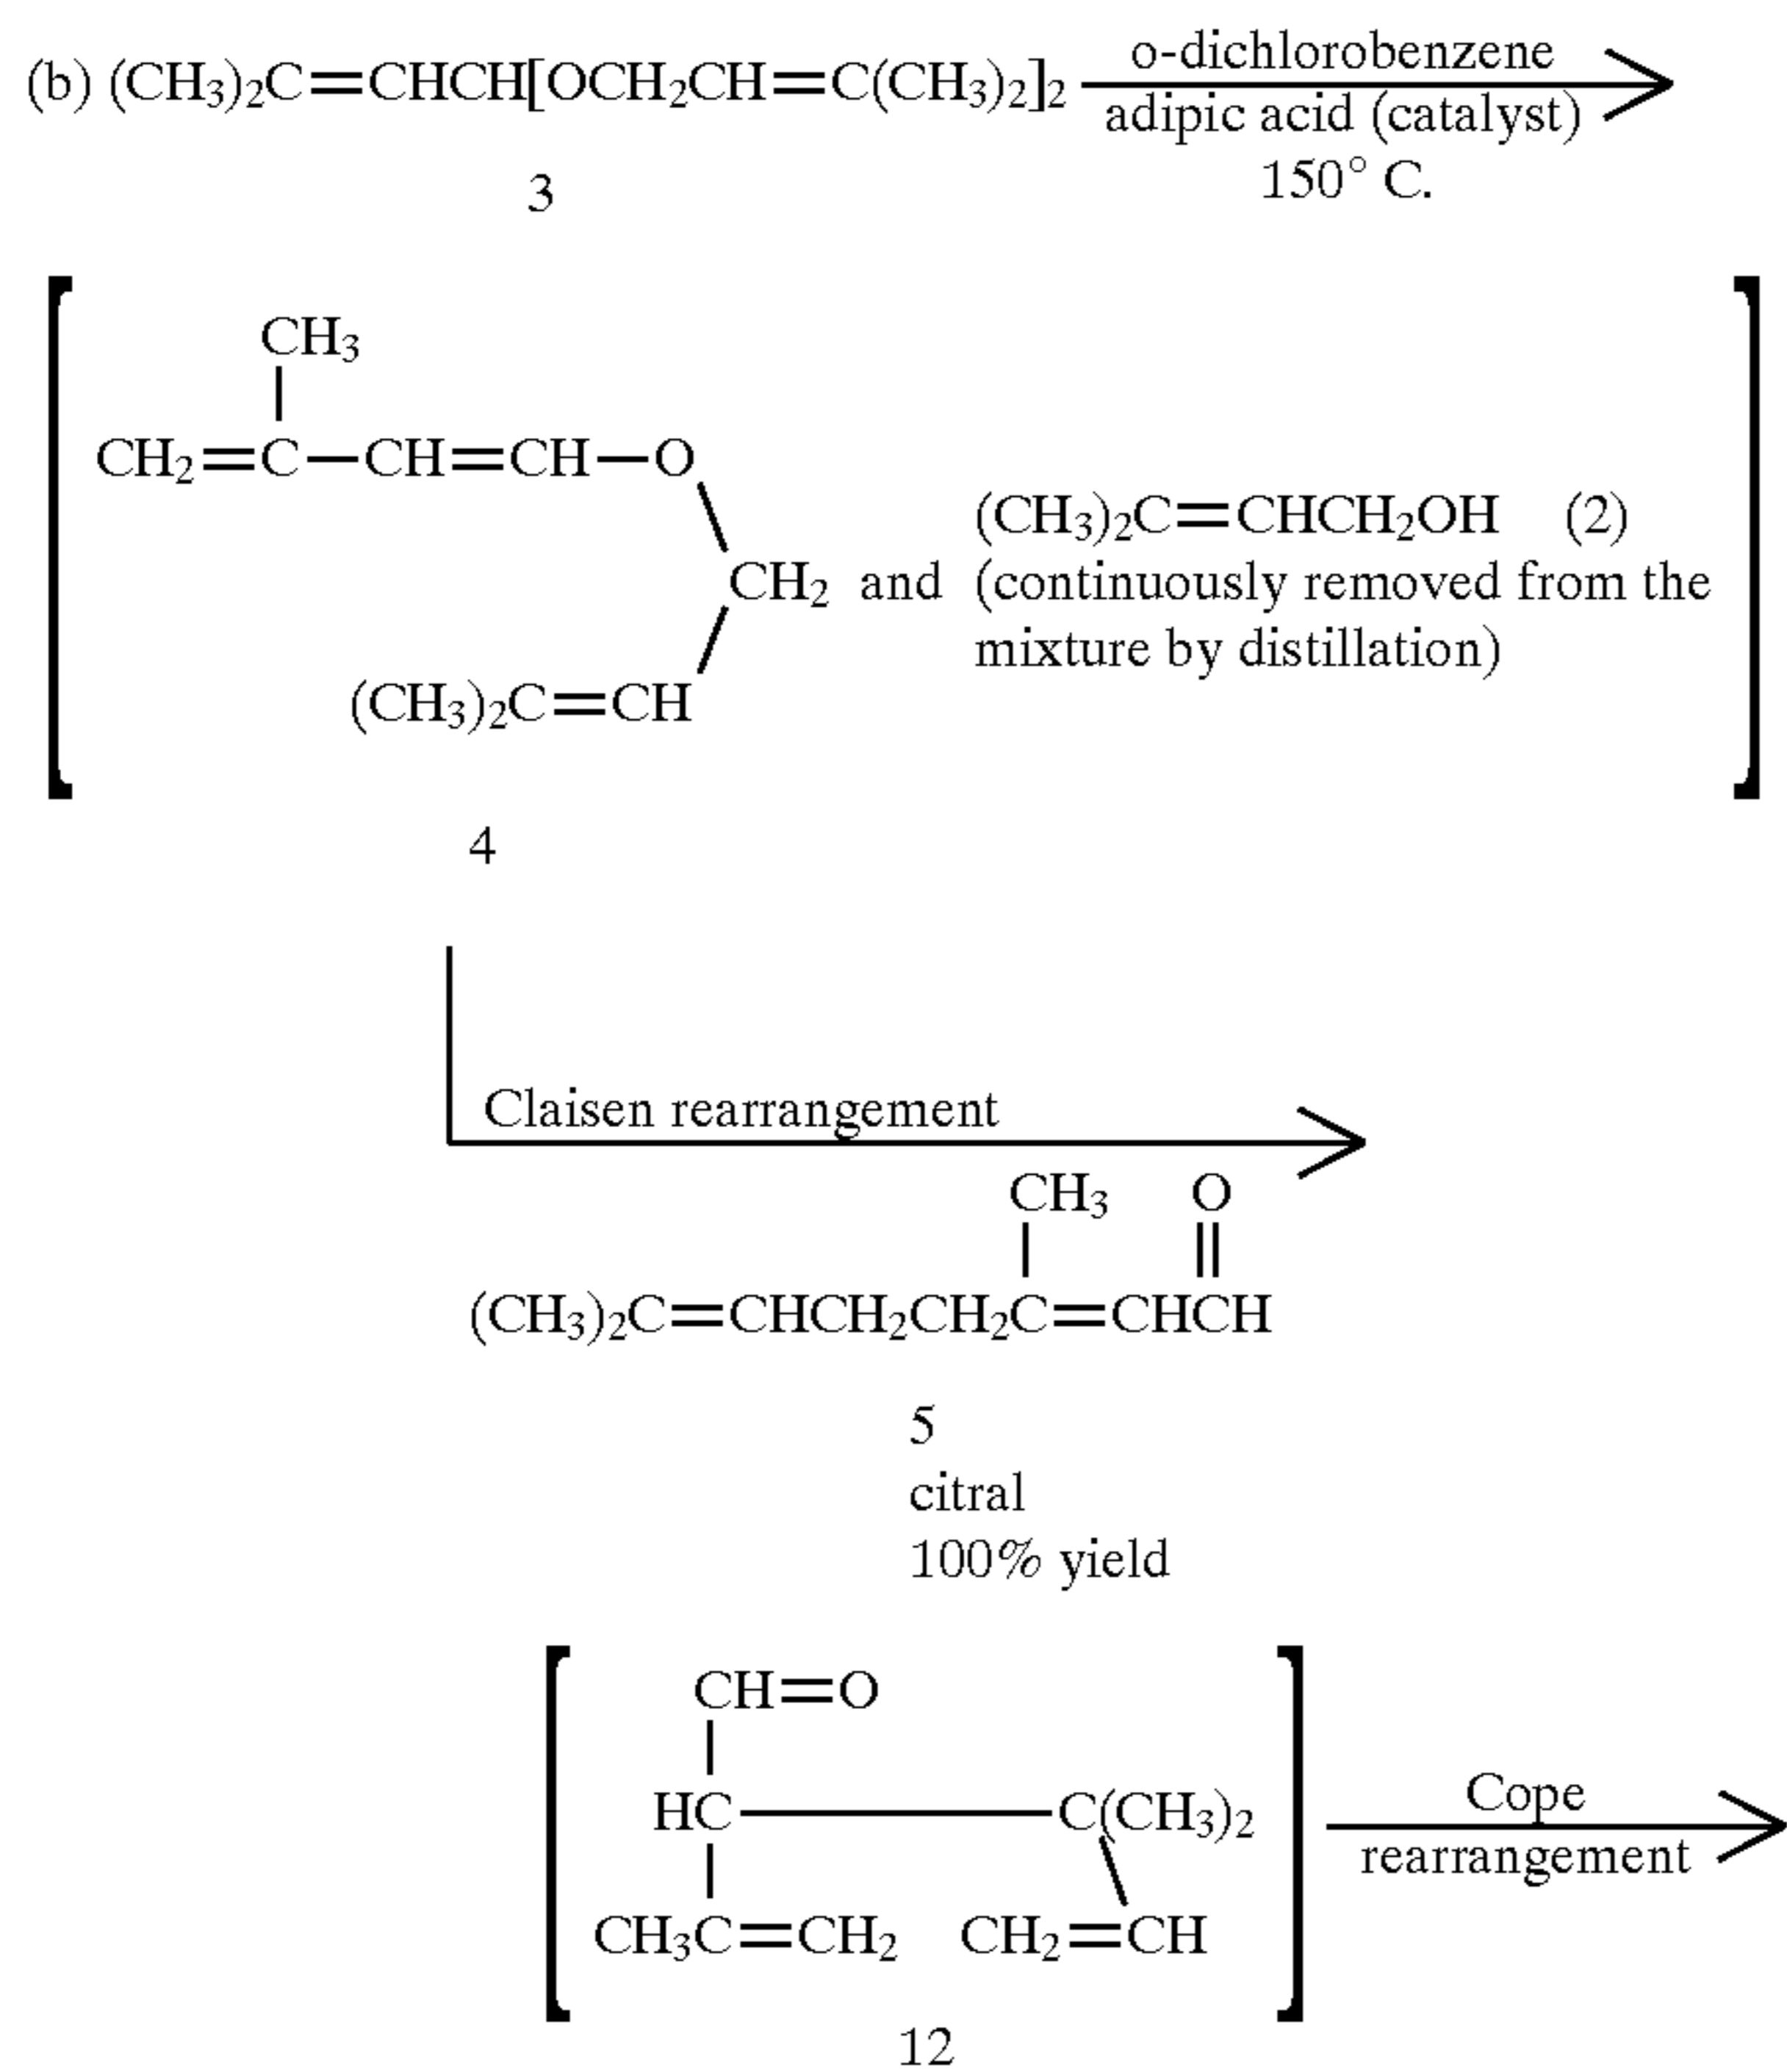 (b) (CH₃)₂C=CHCH[OCH₂CH=C(CH₃)₂]₂
o-dichlorobenzene
adipic acid (catalyst)
150° C.
3
CH₃
CH₂=C—CH=CH—O
CH₂ and
(CH₃)₂C=CH
(CH₃)₂C=CHCH₂OH (2)
(continuously removed from the
mixture by distillation)
4
Claisen rearrangement
CH₃ O
(CH₃)₂C=CHCH₂CH₂C=CHCH
5
citral
100% yield
CH=O
HC—C(CH₃)₂
CH₃C=CH₂ CH₂=CH
Cope
rearrangement
12